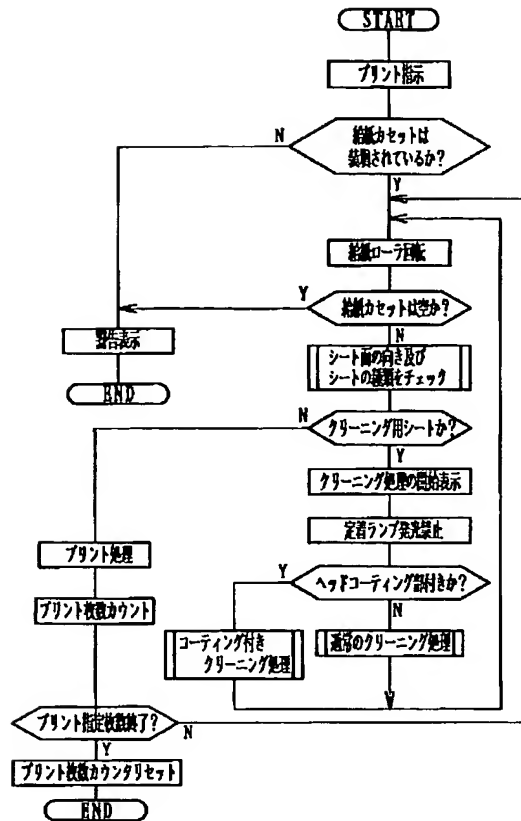 START
プリント指示
給紙カセットは
装填されているか?
N
Y
給紙ローラ回転
Y
給紙カセットは空か?
N
警告表示
END
シート面の向き及び
シートの種類をチェック
N
クリーニング用シートか?
Y
クリーニング処理の開始表示
定着ランプ発光禁止
プリント処理
Y
ヘッドコーティング部付きか?
N
プリント枚数カウント
コーティング付き
クリーニング処理
通常のクリーニング処理
プリント指定枚数終了?
N
Y
プリント枚数カウンタリセット
END